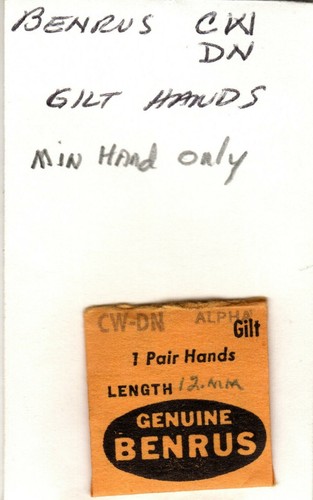 BENRUS CW
DN
GILT HANDS
Min Hand Only
CW-DN ALPHA
Gilt
1 Pair Hands
LENGTH 12.MM
GENUINE
BENRUS